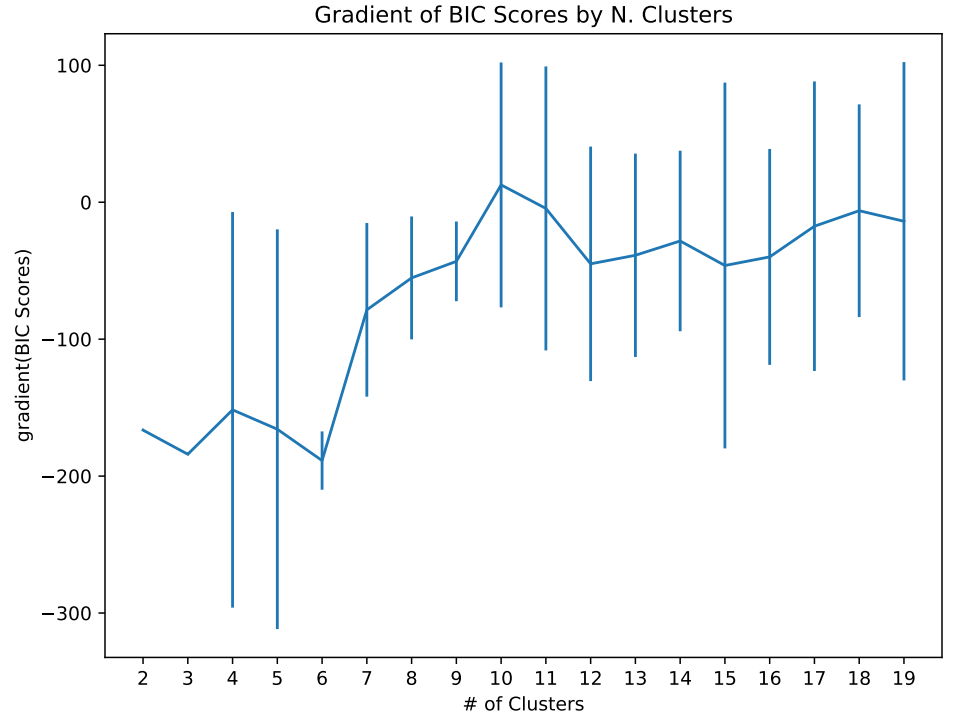 Gradient of BIC Scores by N. Clusters
gradient(BIC Scores)
100
0
−100
−200
−300
2 3 4 5 6 7 8 9 10 11 12 13 14 15 16 17 18 19
# of Clusters